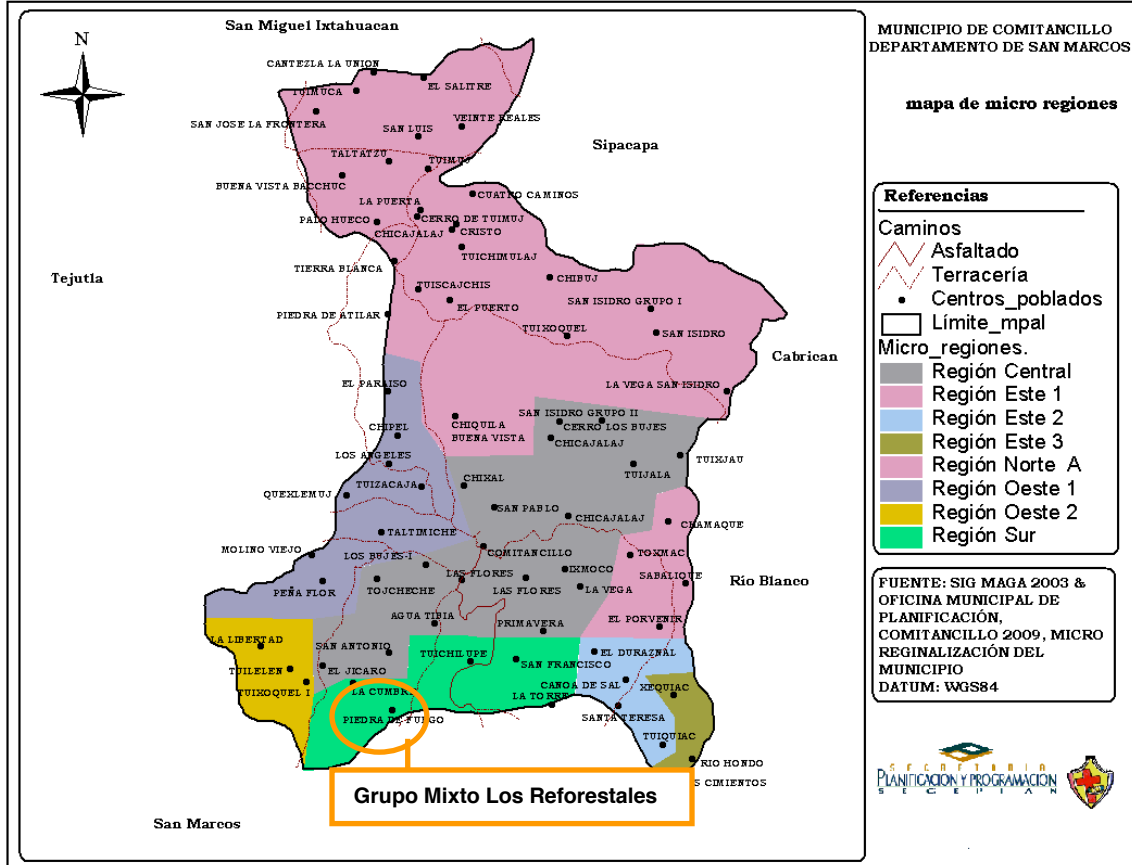 San Miguel Ixtahuacan
MUNICIPIO DE COMITANCILLO
DEPARTAMENTO DE SAN MARCOS
mapa de micro regiones
N
CANTEZLA LA UNION
EL SALITRE
TUIMUCA
SAN JOSE LA FRONTERA
VEINTE REALES
SAN LUIS
Sipacapa
TALTATZU
TUIMUJ
BUENA VISTA BACCHUC
CUATRO CAMINOS
LA PUERTA
PALO HUECO
CERRO DE TUIMUJ
CHICAJALAJ
CRISTO
TUICHIMULAJ
TIERRA BLANCA
Tejutla
CHIBUJ
TUISCAJCHIS
EL PUERTO
SAN ISIDRO GRUPO I
PIEDRA DE ATILAR
TUIXOQUEL
SAN ISIDRO
Cabrican
EL PARAISO
LA VEGA SAN ISIDRO
CHIQUILA
BUENA VISTA
SAN ISIDRO GRUPO II
CERRO LOS BUJES
CHICAJALAJ
CHIPEL
LOS ANGELES
TUIXJAU
TUIJALA
TUIZACAJA
CHIXAL
QUEXLEMUJ
SAN PABLO
CHICAJALAJ
CHAMAQUE
TALTIMICHE
MOLINO VIEJO
LOS BUJES-I
COMITANCILLO
TOXMAC
IXMOCO
SABALIQUE
Río Blanco
PEÑA FLOR
TOJCHECHE
LAS FLORES
LAS FLORES
LA VEGA
AGUA TIBIA
PRIMAVERA
EL PORVENIR
LA LIBERTAD
SAN ANTONIO
TUICHILUPE
SAN FRANCISCO
EL DURAZNAL
TUILELEN
EL JICARO
TUIXOQUEL I
LA CUMBRE
CANOA DE SAL
XEQUIAC
LA TORRE
PIEDRA DE FUEGO
SANTA TERESA
TUIQUIAC
RIO HONDO
S CIMIENTOS
Grupo Mixto Los Reforestales
San Marcos
Referencias
Caminos
Asfaltado
Terracería
Centros_poblados
Límite_mpal
Micro_regiones.
Región Central
Región Este 1
Región Este 2
Región Este 3
Región Norte A
Región Oeste 1
Región Oeste 2
Región Sur
FUENTE: SIG MAGA 2003 &
OFICINA MUNICIPAL DE
PLANIFICACIÓN,
COMITANCILLO 2009, MICRO
REGINALIZACIÓN DEL
MUNICIPIO
DATUM: WGS84
SECRETARIA
PLANIFICACION Y PROGRAMACION
SEGEPLAN